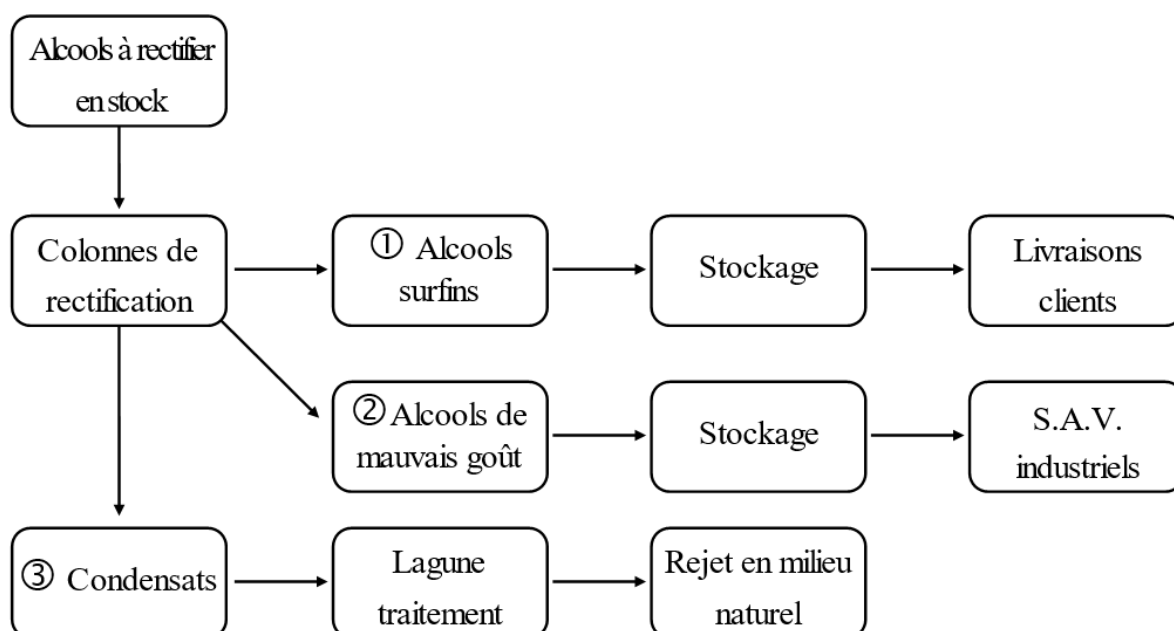 Alcools à rectifier
en stock
Colonnes de
rectification
① Alcools
surfins
Stockage
Livraisons
clients
② Alcools de
mauvais goût
Stockage
S.A.V.
industriels
③ Condensats
Lagune
traitement
Rejet en milieu
naturel